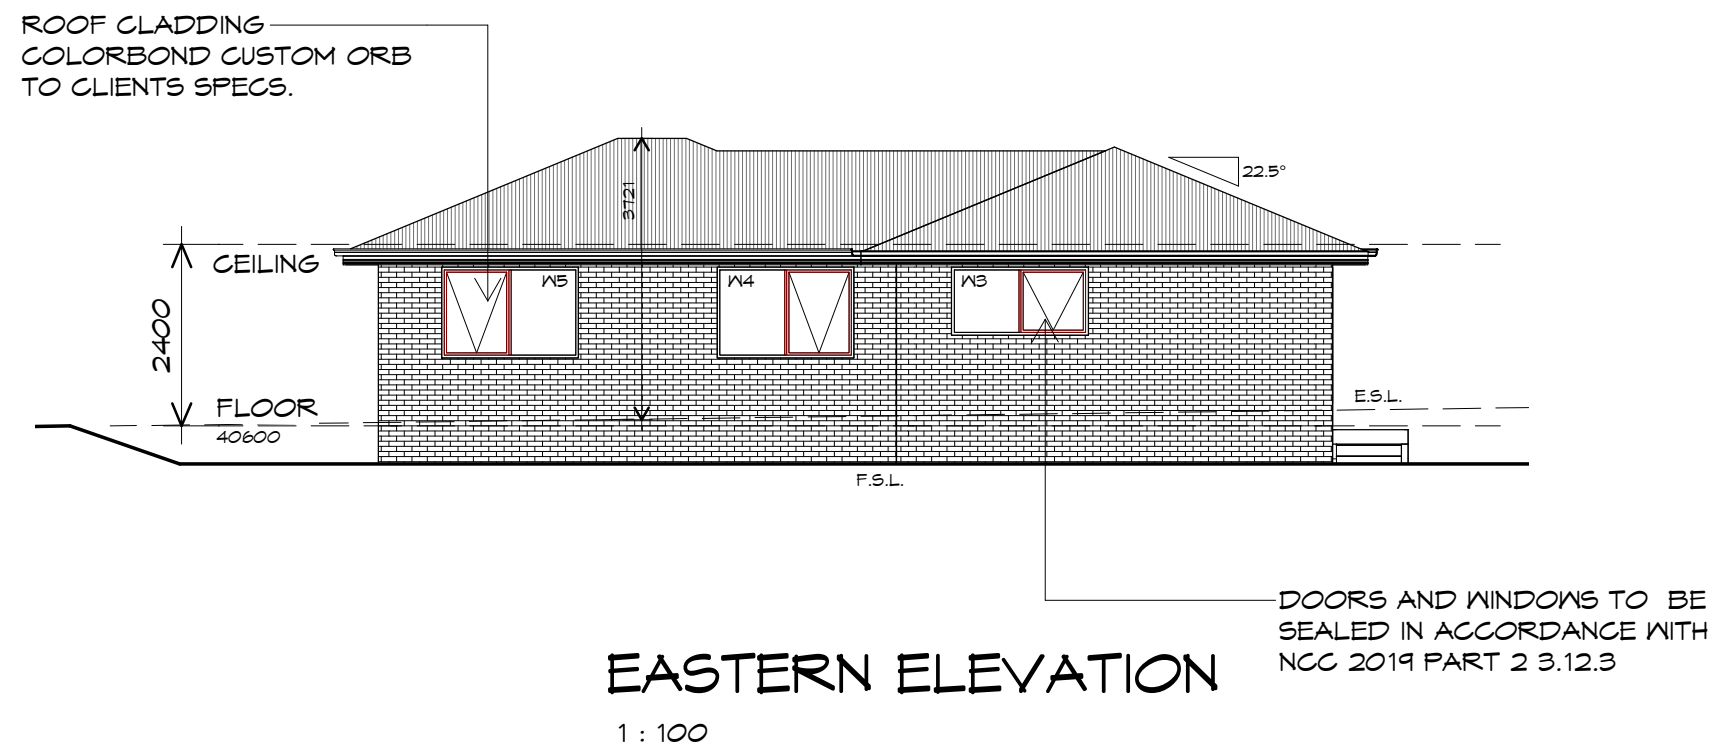 ROOF CLADDING
COLORBOND CUSTOM ORB
TO CLIENTS SPECS.
22.5°
3721
CEILING
W5
W4
W3
2400
E.S.L.
FLOOR
40600
F.S.L.
DOORS AND WINDOWS TO BE
SEALED IN ACCORDANCE WITH
NCC 2019 PART 2 3.12.3
EASTERN ELEVATION
1 : 100